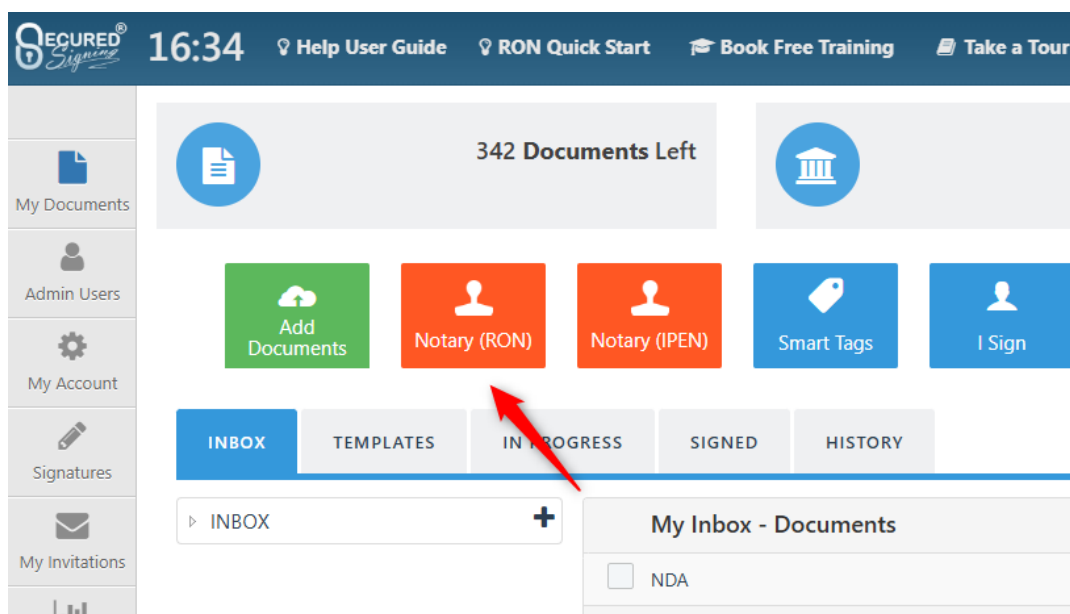 SECURED®
Signing
16:34
Help User Guide
RON Quick Start
Book Free Training
Take a Tour
My Documents
Admin Users
My Account
Signatures
My Invitations
342 Documents Left
Add
Documents
Notary (RON)
Notary (IPEN)
Smart Tags
I Sign
INBOX
TEMPLATES
IN PROGRESS
SIGNED
HISTORY
INBOX
My Inbox - Documents
NDA